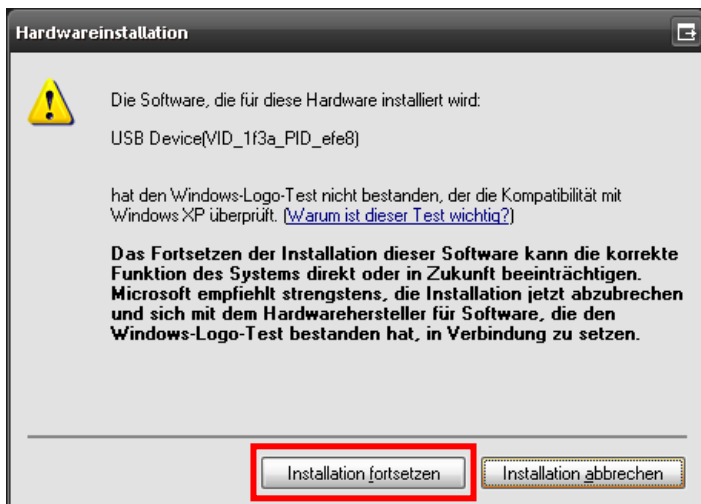 Hardwareinstallation
Die Software, die für diese Hardware installiert wird:
USB Device(VID_1f3a_PID_efe8)
hat den Windows-Logo-Test nicht bestanden, der die Kompatibilität mit
Windows XP überprüft. (Warum ist dieser Test wichtig?)
Das Fortsetzen der Installation dieser Software kann die korrekte
Funktion des Systems direkt oder in Zukunft beeinträchtigen.
Microsoft empfiehlt strengstens, die Installation jetzt abzubrechen
und sich mit dem Hardwarehersteller für Software, die den
Windows-Logo-Test bestanden hat, in Verbindung zu setzen.
Installation fortsetzen
Installation abbrechen